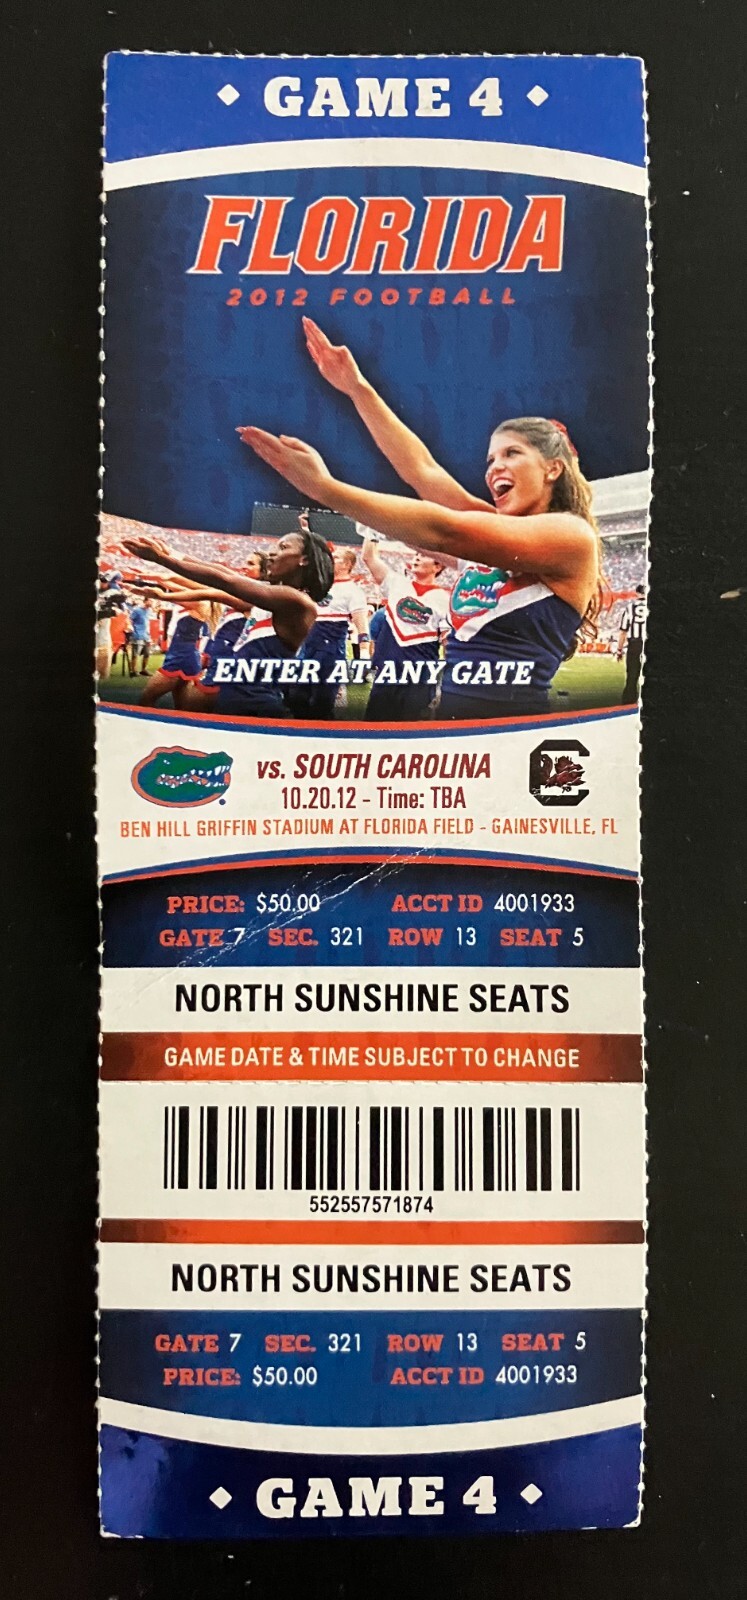 GAME 4
FLORIDA
2012 FOOTBALL
ENTER AT ANY GATE
vs. SOUTH CAROLINA
10.20.12 - Time: TBA
BEN HILL GRIFFIN STADIUM AT FLORIDA FIELD - GAINESVILLE, FL
PRICE: $50.00 ACCT ID 4001933
GATE 7 SEC. 321 ROW 13 SEAT 5
NORTH SUNSHINE SEATS
GAME DATE & TIME SUBJECT TO CHANGE
552557571874
NORTH SUNSHINE SEATS
GATE 7 SEC. 321 ROW 13 SEAT 5
PRICE: $50.00 ACCT ID 4001933
GAME 4